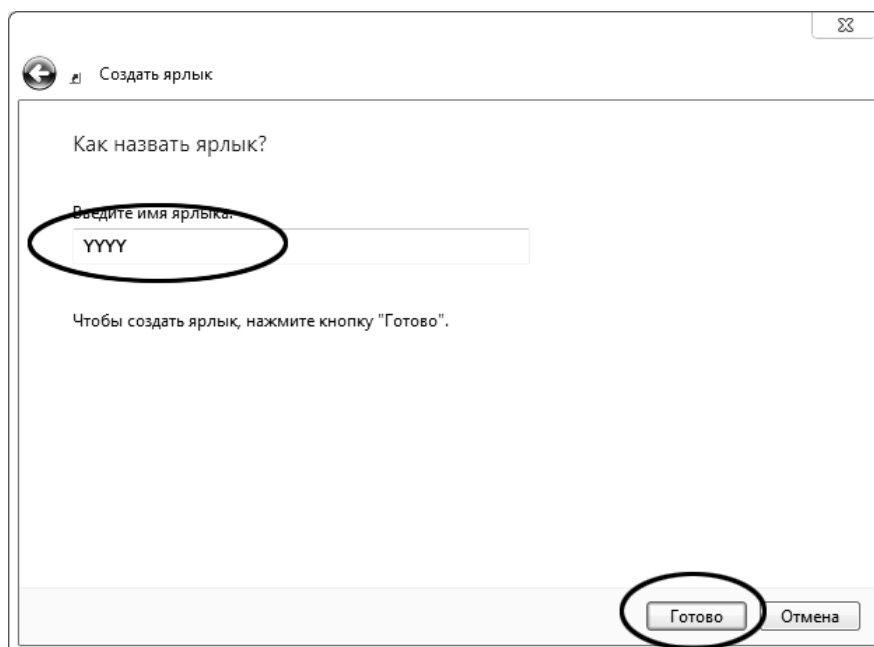 Создать ярлык
Как назвать ярлык?
Введите имя ярлыка:
YYYY
Чтобы создать ярлык, нажмите кнопку "Готово".
Готово
Отмена